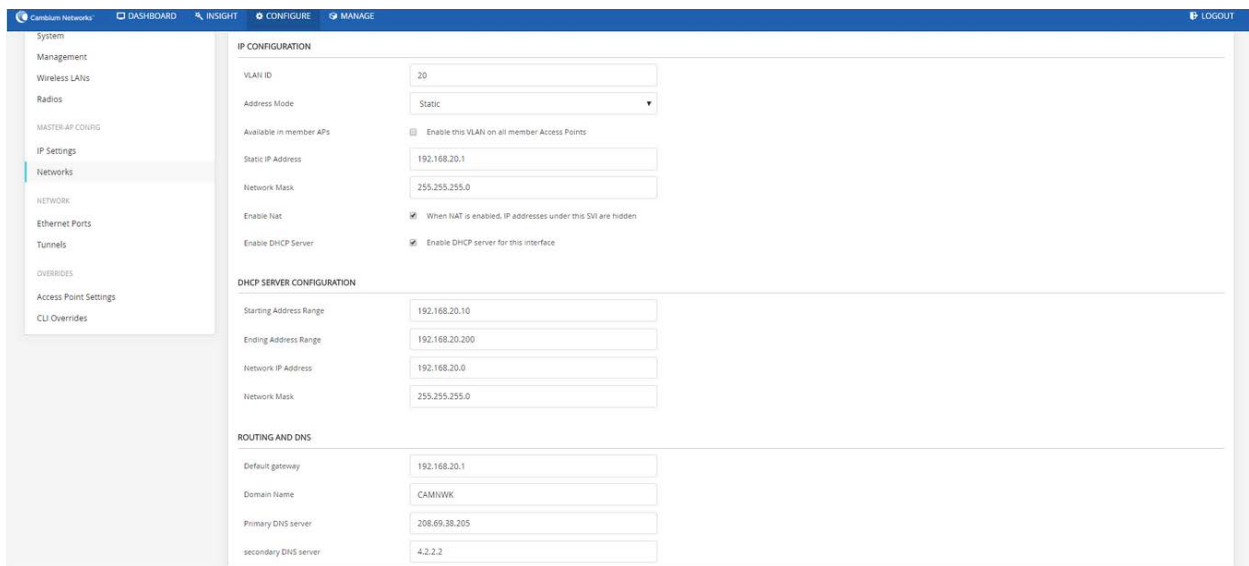 Cambium Networks™ DASHBOARD INSIGHT CONFIGURE MANAGE LOGOUT
System
Management
Wireless LANs
Radios
MASTER-AP CONFIG
IP Settings
Networks
NETWORK
Ethernet Ports
Tunnels
OVERRIDES
Access Point Settings
CLI Overrides
IP CONFIGURATION
VLAN ID 20
Address Mode Static
Available in member APs Enable this VLAN on all member Access Points
Static IP Address 192.168.20.1
Network Mask 255.255.255.0
Enable Nat When NAT is enabled, IP addresses under this SVI are hidden
Enable DHCP Server Enable DHCP server for this interface
DHCP SERVER CONFIGURATION
Starting Address Range 192.168.20.10
Ending Address Range 192.168.20.200
Network IP Address 192.168.20.0
Network Mask 255.255.255.0
ROUTING AND DNS
Default gateway 192.168.20.1
Domain Name CAMNWK
Primary DNS server 208.69.38.205
secondary DNS server 4.2.2.2